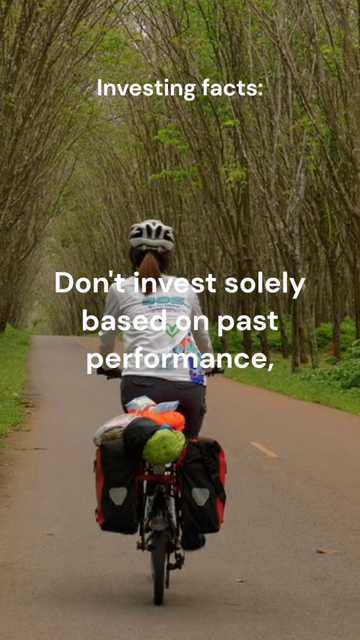 Investing facts:
Don't invest solely
based on past
performance,